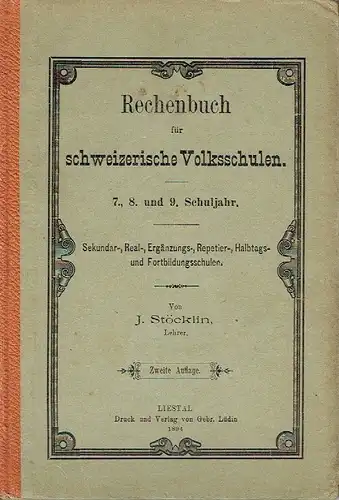 Rechenbuch
für
schweizerische Volksschulen.
7., 8. und 9. Schuljahr.
Sekundar-, Real-, Ergänzungs-, Repetier-, Halbtags-
und Fortbildungsschulen.
Von
J. Stöcklin,
Lehrer.
Zweite Auflage.
LIESTAL
Druck und Verlag von Gebr. Lüdin
1894